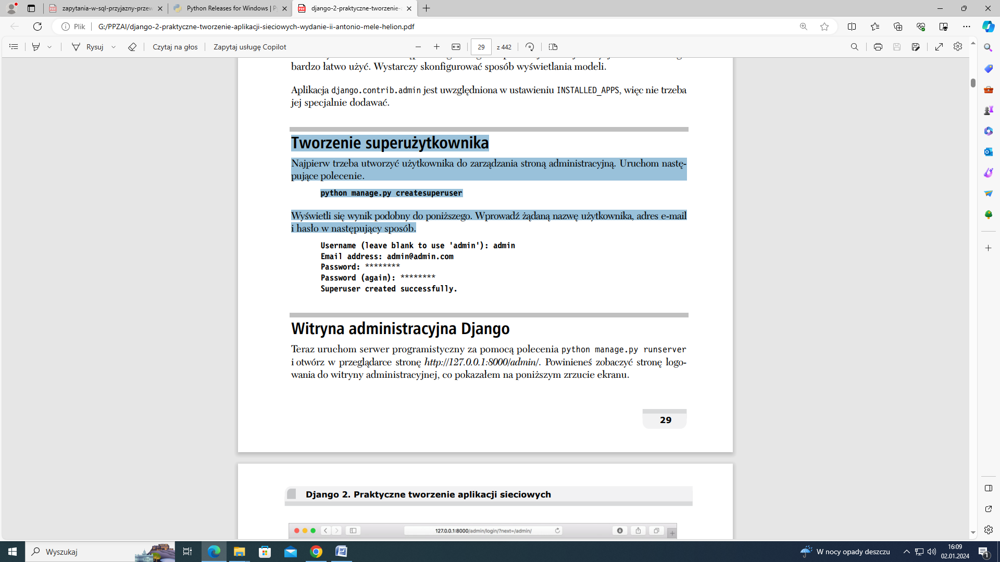 zapytania-w-sql-przyjazny-przew
Python Releases for Windows | Py
django-2-praktyczne-tworzenie-a
Plik
G:/PPZAI/django-2-praktyczne-tworzenie-aplikacji-sieciowych-wydanie-ii-antonio-mele-helion.pdf
Rysuj
Czytaj na głos
Zapytaj usługę Copilot
29
z 442
bardzo łatwo użyć. Wystarczy skonfigurować sposób wyświetlania modeli.
Aplikacja django.contrib.admin jest uwzględniona w ustawieniu INSTALLED_APPS, więc nie trzeba
jej specjalnie dodawać.
Tworzenie superużytkownika
Najpierw trzeba utworzyć użytkownika do zarządzania stroną administracyjną. Uruchom nastę-
pujące polecenie.
python manage.py createsuperuser
Wyświetli się wynik podobny do poniższego. Wprowadź żądaną nazwę użytkownika, adres e-mail
i hasło w następujący sposób.
Username (leave blank to use 'admin'): admin
Email address: admin@admin.com
Password: ********
Password (again): ********
Superuser created successfully.
Witryna administracyjna Django
Teraz uruchom serwer programistyczny za pomocą polecenia python manage.py runserver
i otwórz w przeglądarce stronę http://127.0.0.1:8000/admin/. Powinieneś zobaczyć stronę logo-
wania do witryny administracyjnej, co pokazałem na poniższym zrzucie ekranu.
29
Django 2. Praktyczne tworzenie aplikacji sieciowych
127.0.0.1:8000/admin/login/?next=/admin/
Wyszukaj
W nocy opady deszczu
16:09
02.01.2024
1